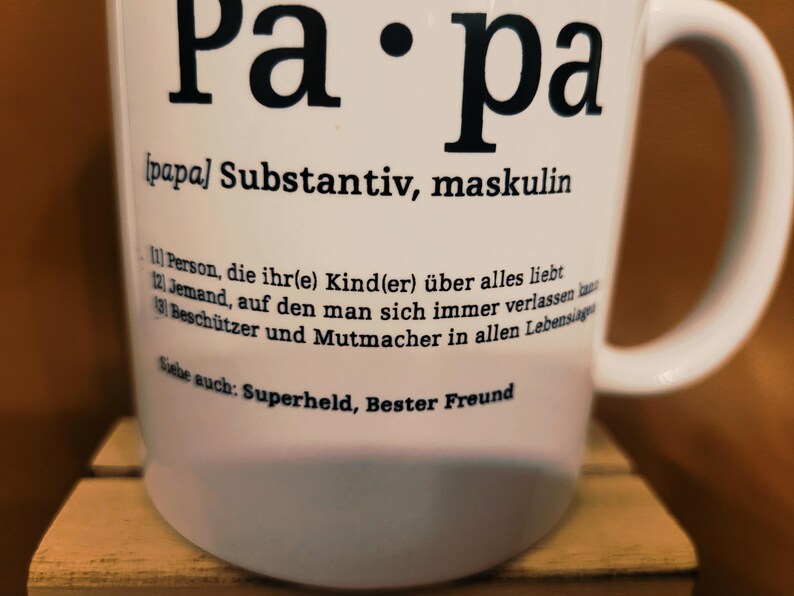 Pa·pa
[papa] Substantiv, maskulin
[1] Person, die ihr(e) Kind(er) über alles liebt
[2] Jemand, auf den man sich immer verlassen kann
[3] Beschützer und Mutmacher in allen Lebenslagen
Siehe auch: Superheld, Bester Freund